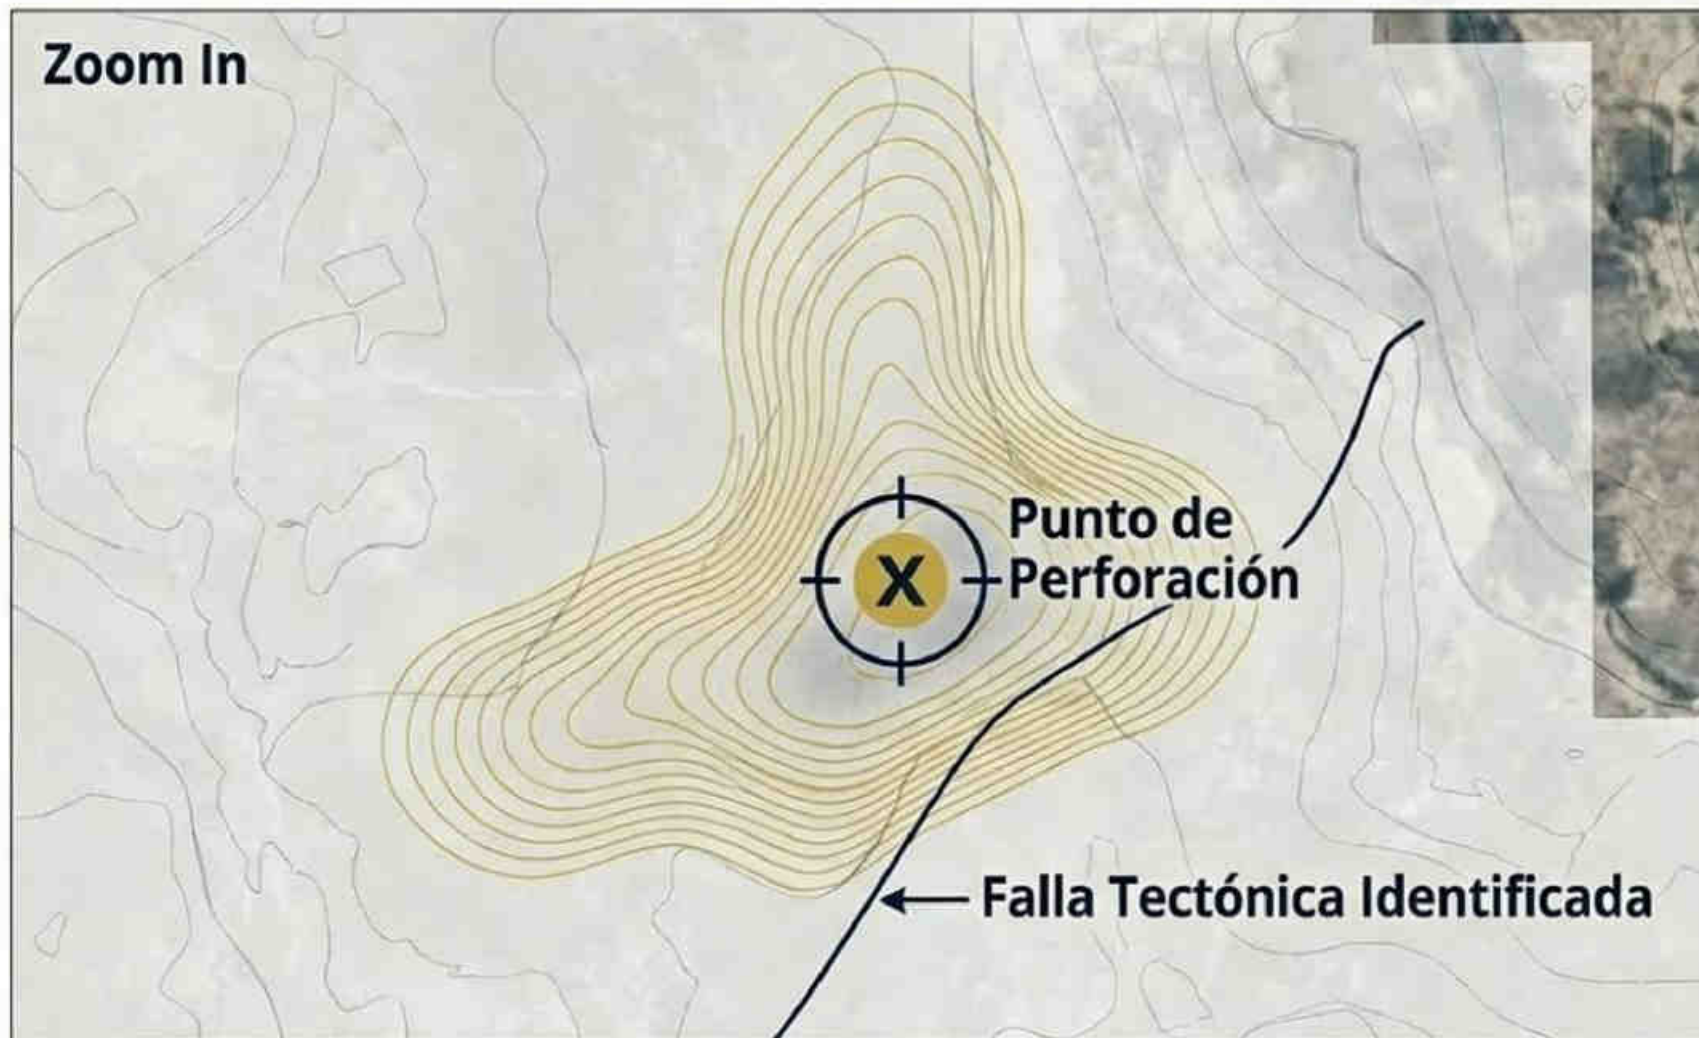 Zoom In
Punto de
X
Perforación
Falla Tectónica Identificada